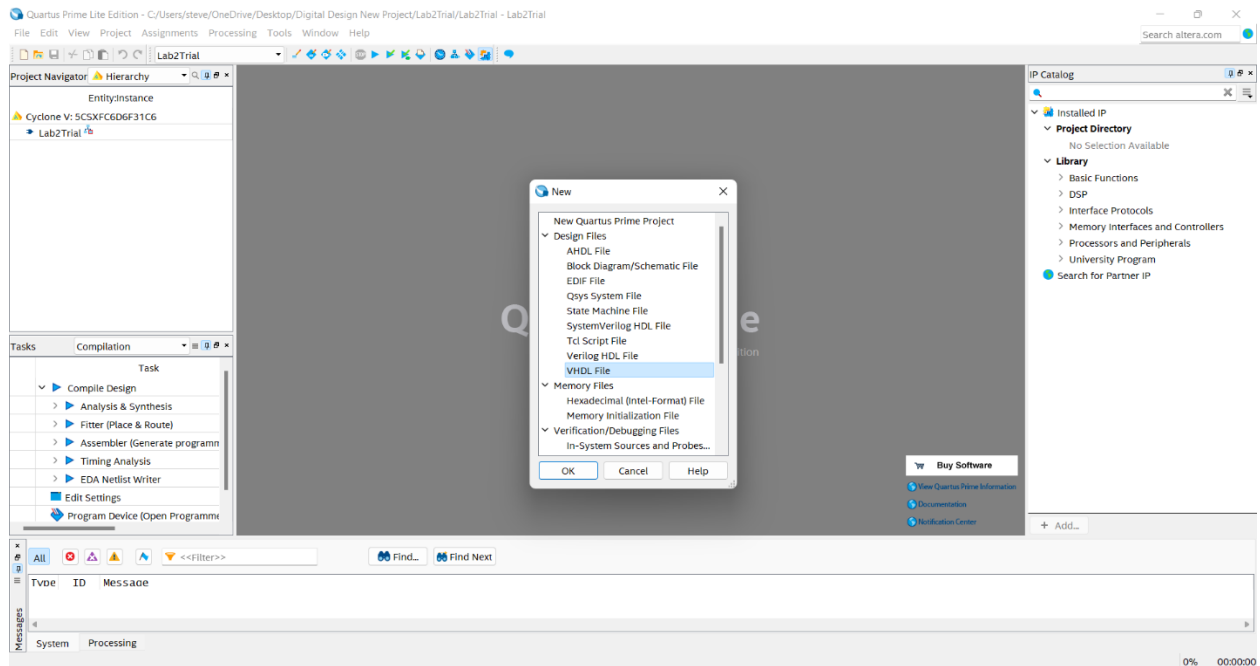 Quartus Prime Lite Edition - C:/Users/steve/OneDrive/Desktop/Digital Design New Project/Lab2Trial/Lab2Trial - Lab2Trial
File Edit View Project Assignments Processing Tools Window Help
Search altera.com
Lab2Trial
Project Navigator Hierarchy
Entity:Instance
Cyclone V: 5CSXFC6D6F31C6
Lab2Trial
Tasks Compilation
Task
Compile Design
Analysis & Synthesis
Fitter (Place & Route)
Assembler (Generate programm
Timing Analysis
EDA Netlist Writer
Edit Settings
Program Device (Open Programme
New
New Quartus Prime Project
Design Files
AHDL File
Block Diagram/Schematic File
EDIF File
Qsys System File
State Machine File
SystemVerilog HDL File
Tcl Script File
Verilog HDL File
VHDL File
Memory Files
Hexadecimal (Intel-Format) File
Memory Initialization File
Verification/Debugging Files
In-System Sources and Probes...
OK Cancel Help
Q
e
ition
Buy Software
View Quartus Prime Information
Documentation
Notification Center
IP Catalog
Installed IP
Project Directory
No Selection Available
Library
Basic Functions
DSP
Interface Protocols
Memory Interfaces and Controllers
Processors and Peripherals
University Program
Search for Partner IP
+ Add...
All <<Filter>> Find... Find Next
Type ID Message
Messages
System Processing
0% 00:00:00